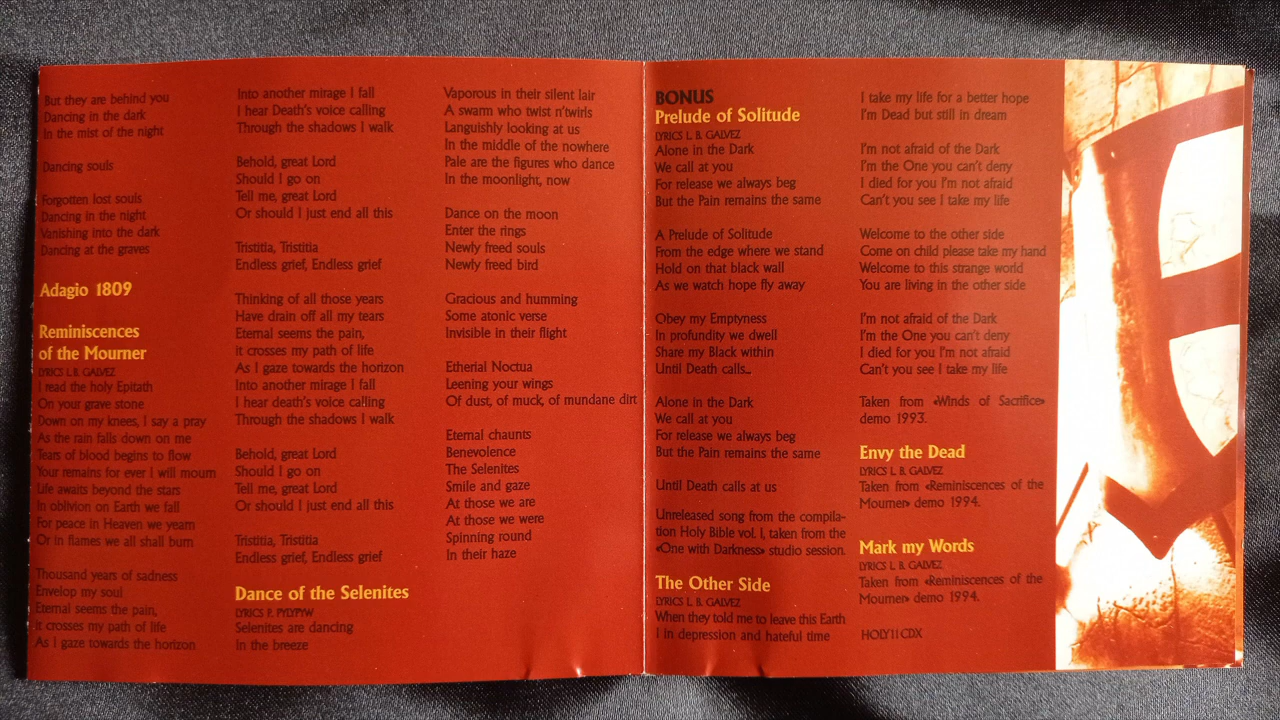 But they are behind you
Dancing in the dark
In the mist of the night
Dancing souls
Forgotten lost souls
Dancing in the night
Vanishing into the dark
Dancing at the graves
Adagio 1809
Reminiscences
of the Mourner
LYRICS L.B. GALVEZ
I read the holy Epitath
On your grave stone
Down on my knees, I say a pray
As the rain falls down on me
Tears of blood begins to flow
Your remains for ever I will mourn
Life awaits beyond the stars
In oblivion on Earth we fall
For peace in Heaven we yearn
Or in flames we all shall burn
Thousand years of sadness
Envelop my soul
Eternal seems the pain,
it crosses my path of life
As I gaze towards the horizon
Into another mirage I fall
I hear Death's voice calling
Through the shadows I walk
Behold, great Lord
Should I go on
Tell me, great Lord
Or should I just end all this
Tristitia, Tristitia
Endless grief, Endless grief
Thinking of all those years
Have drain off all my tears
Eternal seems the pain,
it crosses my path of life
As I gaze towards the horizon
Into another mirage I fall
I hear death's voice calling
Through the shadows I walk
Behold, great Lord
Should I go on
Tell me, great Lord
Or should I just end all this
Tristitia, Tristitia
Endless grief, Endless grief
Dance of the Selenites
LYRICS P. PYLYPYW
Selenites are dancing
In the breeze
Vaporous in their silent lair
A swarm who twist n'twirls
Languishly looking at us
In the middle of the nowhere
Pale are the figures who dance
In the moonlight, now
Dance on the moon
Enter the rings
Newly freed souls
Newly freed bird
Gracious and humming
Some atonic verse
Invisible in their flight
Etherial Noctua
Leening your wings
Of dust, of muck, of mundane dirt
Eternal chaunts
Benevolence
The Selenites
Smile and gaze
At those we are
At those we were
Spinning round
In their haze
BONUS
Prelude of Solitude
LYRICS L. B. GALVEZ
Alone in the Dark
We call at you
For release we always beg
But the Pain remains the same
A Prelude of Solitude
From the edge where we stand
Hold on that black wall
As we watch hope fly away
Obey my Emptyness
In profundity we dwell
Share my Black within
Until Death calls...
Alone in the Dark
We call at you
For release we always beg
But the Pain remains the same
Until Death calls at us
Unreleased song from the compila-
tion Holy Bible vol. I, taken from the
«One with Darkness» studio session.
The Other Side
LYRICS L. B. GALVEZ
When they told me to leave this Earth
I in depression and hateful time
I take my life for a better hope
I'm Dead but still in dream
I'm not afraid of the Dark
I'm the One you can't deny
I died for you I'm not afraid
Can't you see I take my life
Welcome to the other side
Come on child please take my hand
Welcome to this strange world
You are living in the other side
I'm not afraid of the Dark
I'm the One you can't deny
I died for you I'm not afraid
Can't you see I take my life
Taken from «Winds of Sacrifice»
demo 1993.
Envy the Dead
LYRICS L. B. GALVEZ
Taken from «Reminiscences of the
Mourner» demo 1994.
Mark my Words
LYRICS L. B. GALVEZ
Taken from «Reminiscences of the
Mourner» demo 1994.
HOLY11CDX